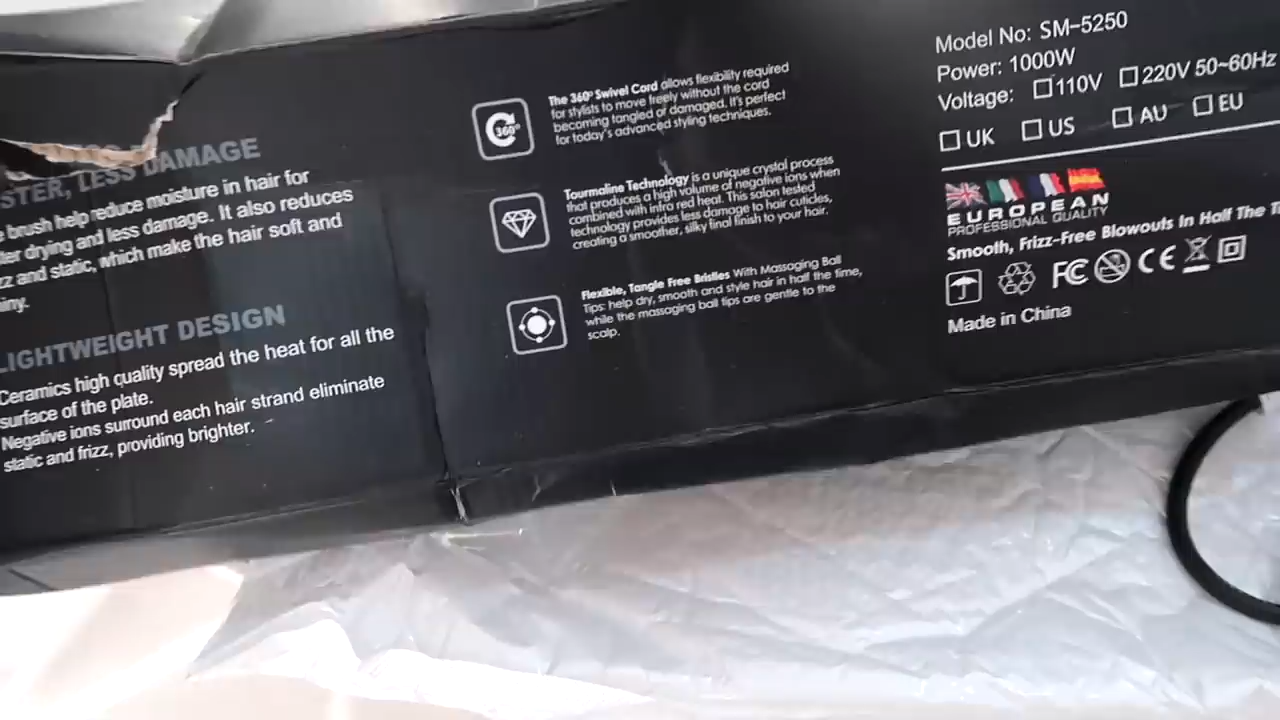 DAMAGE
STER, LESS
brush help reduce moisture in hair for
drying and less damage. It also reduces
and static, which make the hair soft and
LIGHTWEIGHT DESIGN
Ceramics high quality spread the heat for all the
surface of the plate.
Negative ions surround each hair strand eliminate
static and frizz, providing brighter.
360°
The 360° Swivel Cord allows flexibility required
for stylists to move freely without the cord
becoming tangled or damaged. It's perfect
for today's advanced styling techniques.
Tourmaline Technology is a unique crystal process
that produces a high volume of negative ions when
combined with infra red heat. This salon tested
technology provides less damage to hair cuticles,
creating a smoother, silky final finish to your hair.
Flexible, Tangle Free Bristles With Massaging Ball
Tips: help dry, smooth and style hair in half the time,
while the massaging ball tips are gentle to the
scalp.
Model No: SM-5250
Power: 1000W
Voltage: 110V 220V 50~60Hz
UK US AU EU
EUROPEAN
PROFESSIONAL QUALITY
Smooth, Frizz-Free Blowouts In Half The
FC CE
Made in China